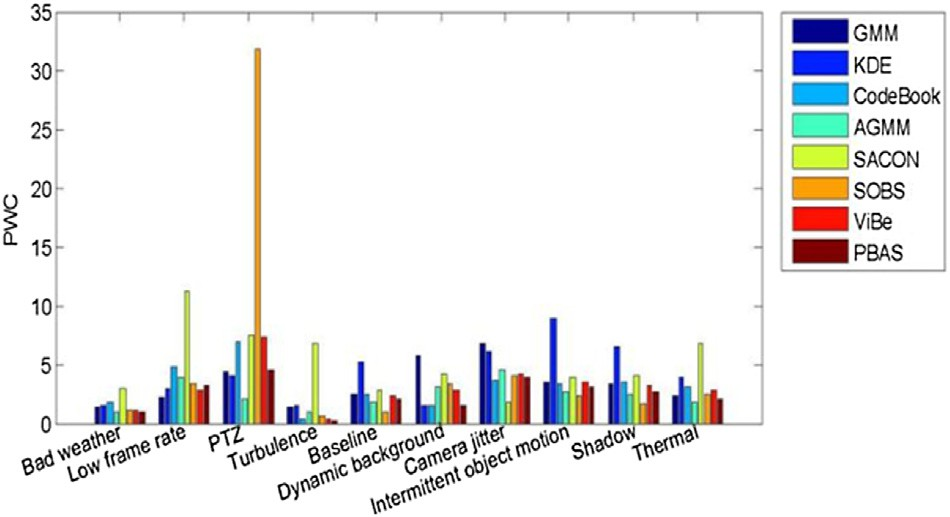 35
30
25
20
15
10
5
0
PWC
Bad weather
Low frame rate
PTZ
Turbulence
Baseline
Dynamic background
Camera jitter
Intermittent object motion
Shadow
Thermal
GMM
KDE
CodeBook
AGMM
SACON
SOBS
ViBe
PBAS